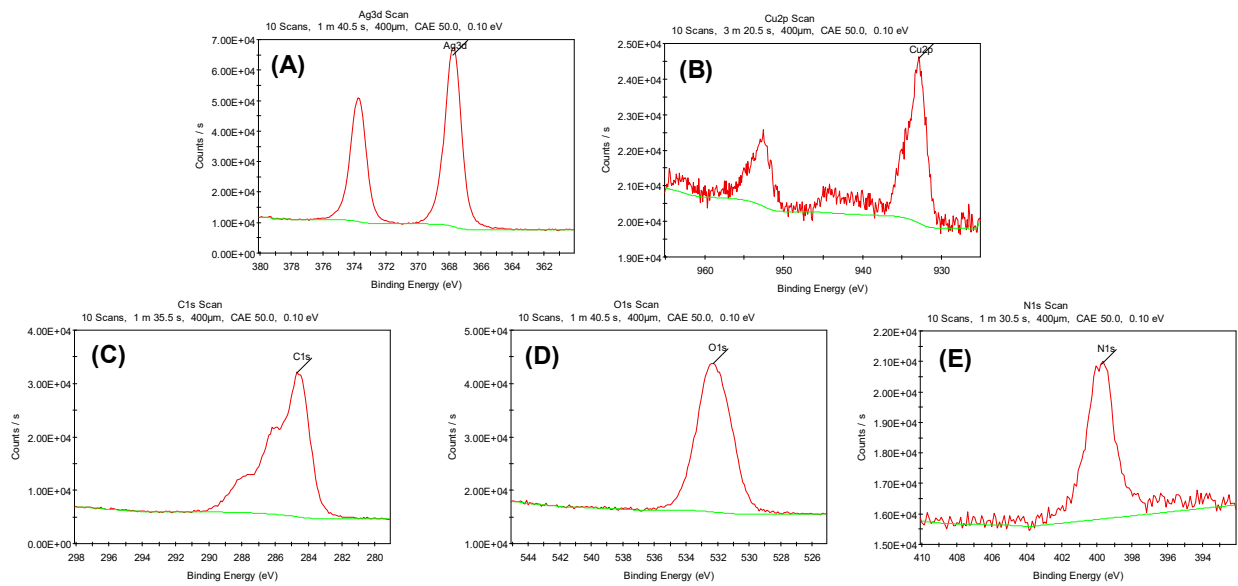 Ag3d Scan
10 Scans, 1 m 40.5 s, 400µm, CAE 50.0, 0.10 eV
7.00E+04
6.00E+04
5.00E+04
4.00E+04
3.00E+04
2.00E+04
1.00E+04
0.00E+00
Counts / s
(A)
Ag3d
380 378 376 374 372 370 368 366 364 362
Binding Energy (eV)
Cu2p Scan
10 Scans, 3 m 20.5 s, 400µm, CAE 50.0, 0.10 eV
2.50E+04
2.40E+04
2.30E+04
2.20E+04
2.10E+04
2.00E+04
1.90E+04
Counts / s
(B)
Cu2p
960 950 940 930
Binding Energy (eV)
C1s Scan
10 Scans, 1 m 35.5 s, 400µm, CAE 50.0, 0.10 eV
4.00E+04
3.00E+04
2.00E+04
1.00E+04
0.00E+00
Counts / s
(C)
C1s
298 296 294 292 290 288 286 284 282 280
Binding Energy (eV)
O1s Scan
10 Scans, 1 m 40.5 s, 400µm, CAE 50.0, 0.10 eV
5.00E+04
4.00E+04
3.00E+04
2.00E+04
1.00E+04
Counts / s
(D)
O1s
544 542 540 538 536 534 532 530 528 526
Binding Energy (eV)
N1s Scan
10 Scans, 1 m 30.5 s, 400µm, CAE 50.0, 0.10 eV
2.20E+04
2.10E+04
2.00E+04
1.90E+04
1.80E+04
1.70E+04
1.60E+04
1.50E+04
Counts / s
(E)
N1s
410 408 406 404 402 400 398 396 394
Binding Energy (eV)